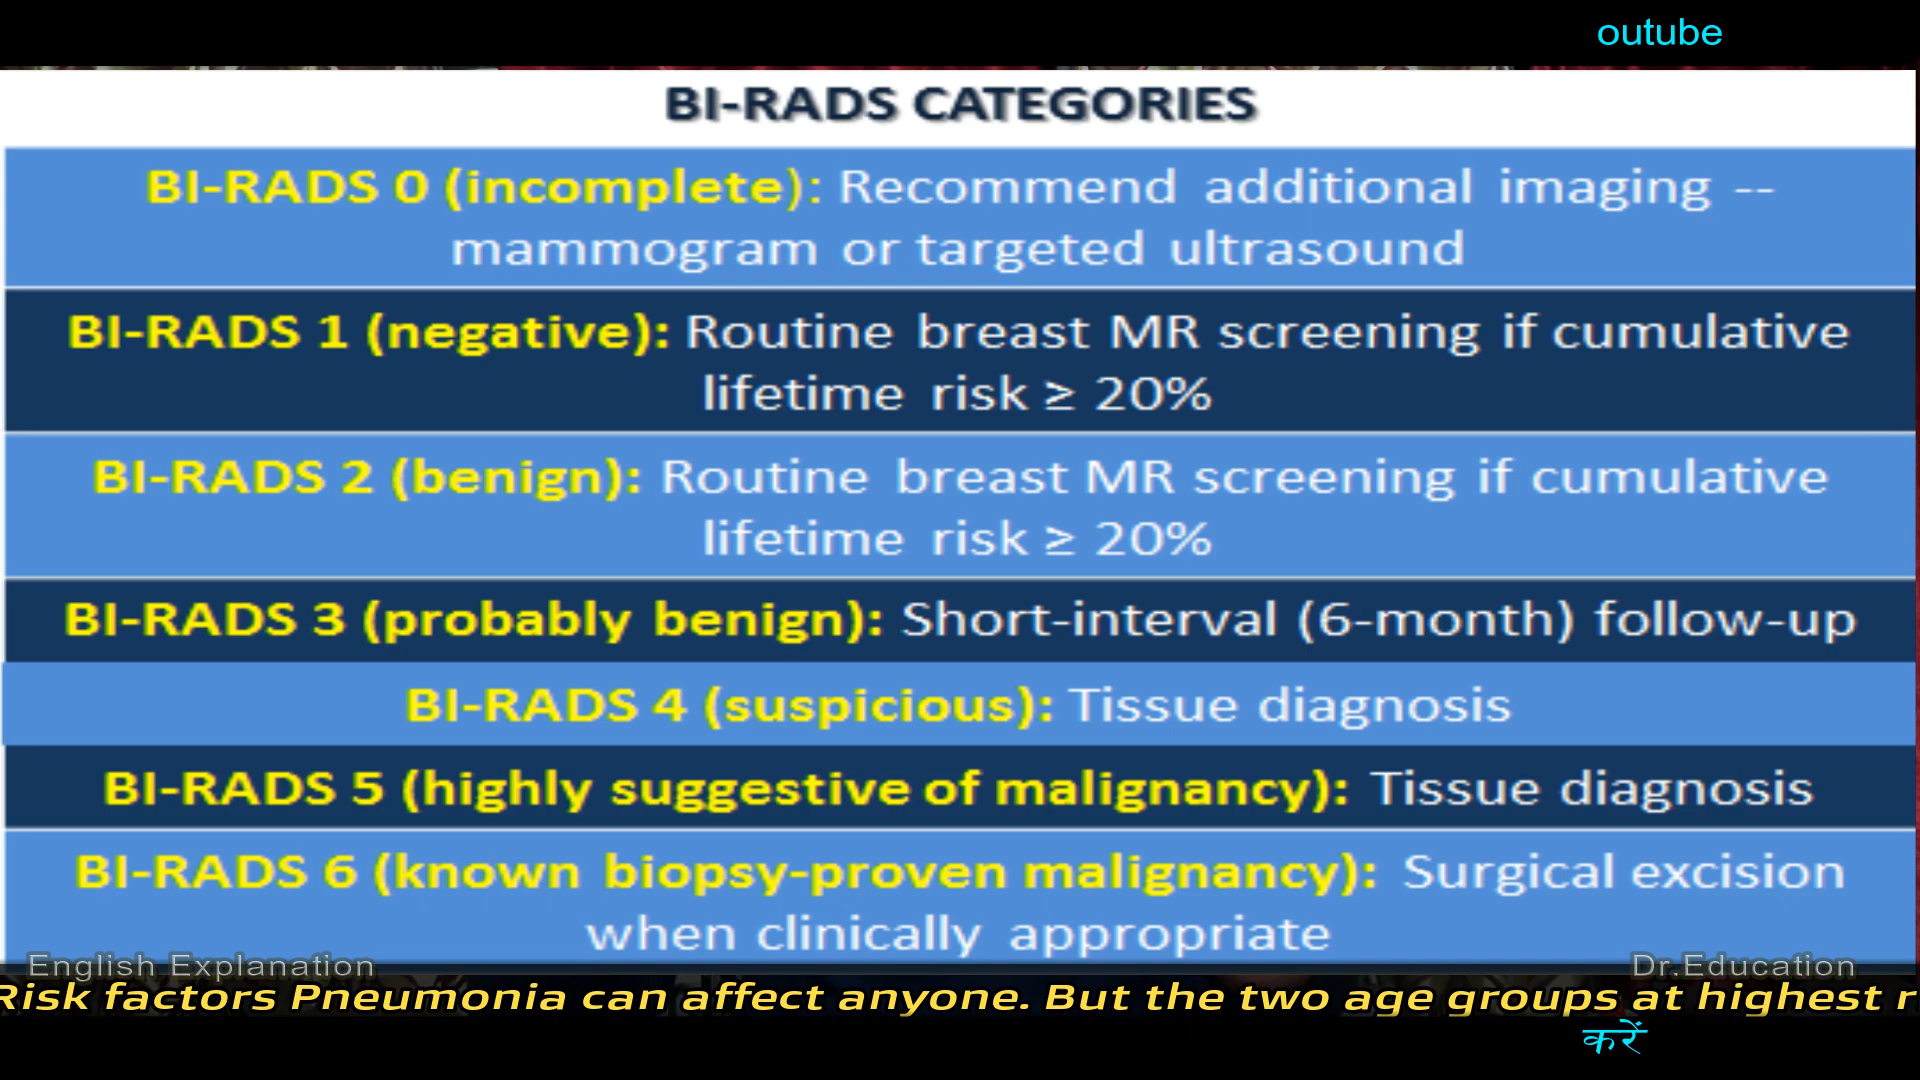 outube
BI-RADS CATEGORIES
BI-RADS 0 (incomplete): Recommend additional imaging --
mammogram or targeted ultrasound
BI-RADS 1 (negative): Routine breast MR screening if cumulative
lifetime risk ≥ 20%
BI-RADS 2 (benign): Routine breast MR screening if cumulative
lifetime risk ≥ 20%
BI-RADS 3 (probably benign): Short-interval (6-month) follow-up
BI-RADS 4 (suspicious): Tissue diagnosis
BI-RADS 5 (highly suggestive of malignancy): Tissue diagnosis
BI-RADS 6 (known biopsy-proven malignancy): Surgical excision
when clinically appropriate
English Explanation
Dr.Education
Risk factors Pneumonia can affect anyone. But the two age groups at highest r
करें